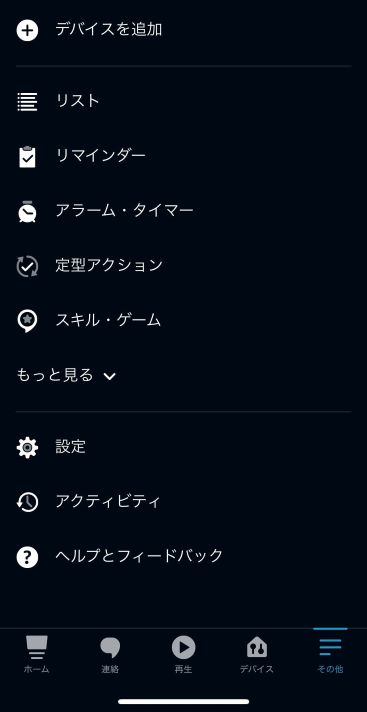 デバイスを追加
リスト
リマインダー
アラーム・タイマー
定型アクション
スキル・ゲーム
もっと見る
設定
アクティビティ
ヘルプとフィードバック
ホーム 連絡 再生 デバイス その他